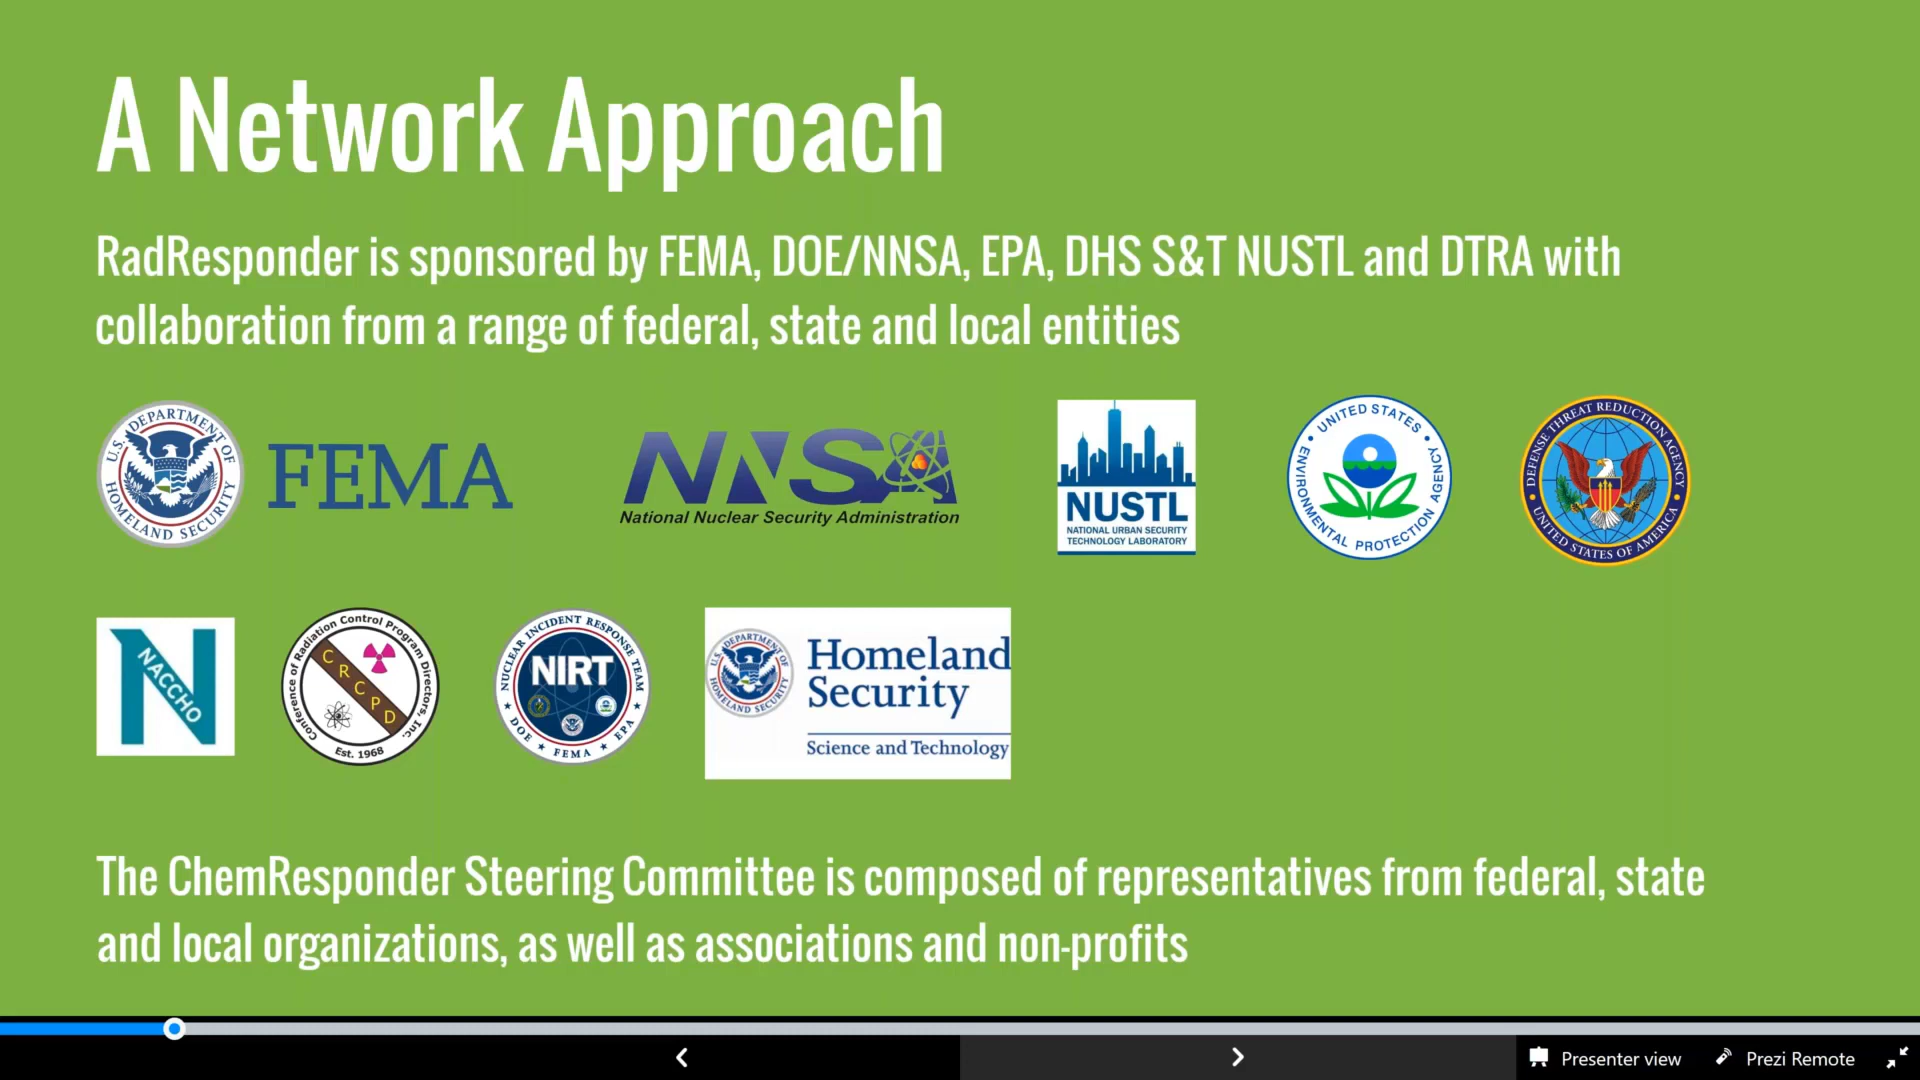 A Network Approach
RadResponder is sponsored by FEMA, DOE/NNSA, EPA, DHS S&T NUSTL and DTRA with
collaboration from a range of federal, state and local entities
U.S. DEPARTMENT OF HOMELAND SECURITY
FEMA
NNSA
National Nuclear Security Administration
NUSTL
NATIONAL URBAN SECURITY
TECHNOLOGY LABORATORY
UNITED STATES
ENVIRONMENTAL PROTECTION AGENCY
DEFENSE THREAT REDUCTION AGENCY
UNITED STATES OF AMERICA
N
NACCHO
Conference of Radiation Control Program Directors, Inc.
CRCPD
Est. 1968
NUCLEAR INCIDENT RESPONSE TEAM
NIRT
DOE ★ FEMA ★ EPA
U.S. DEPARTMENT OF HOMELAND SECURITY
Homeland
Security
Science and Technology
The ChemResponder Steering Committee is composed of representatives from federal, state
and local organizations, as well as associations and non-profits
Presenter view
Prezi Remote